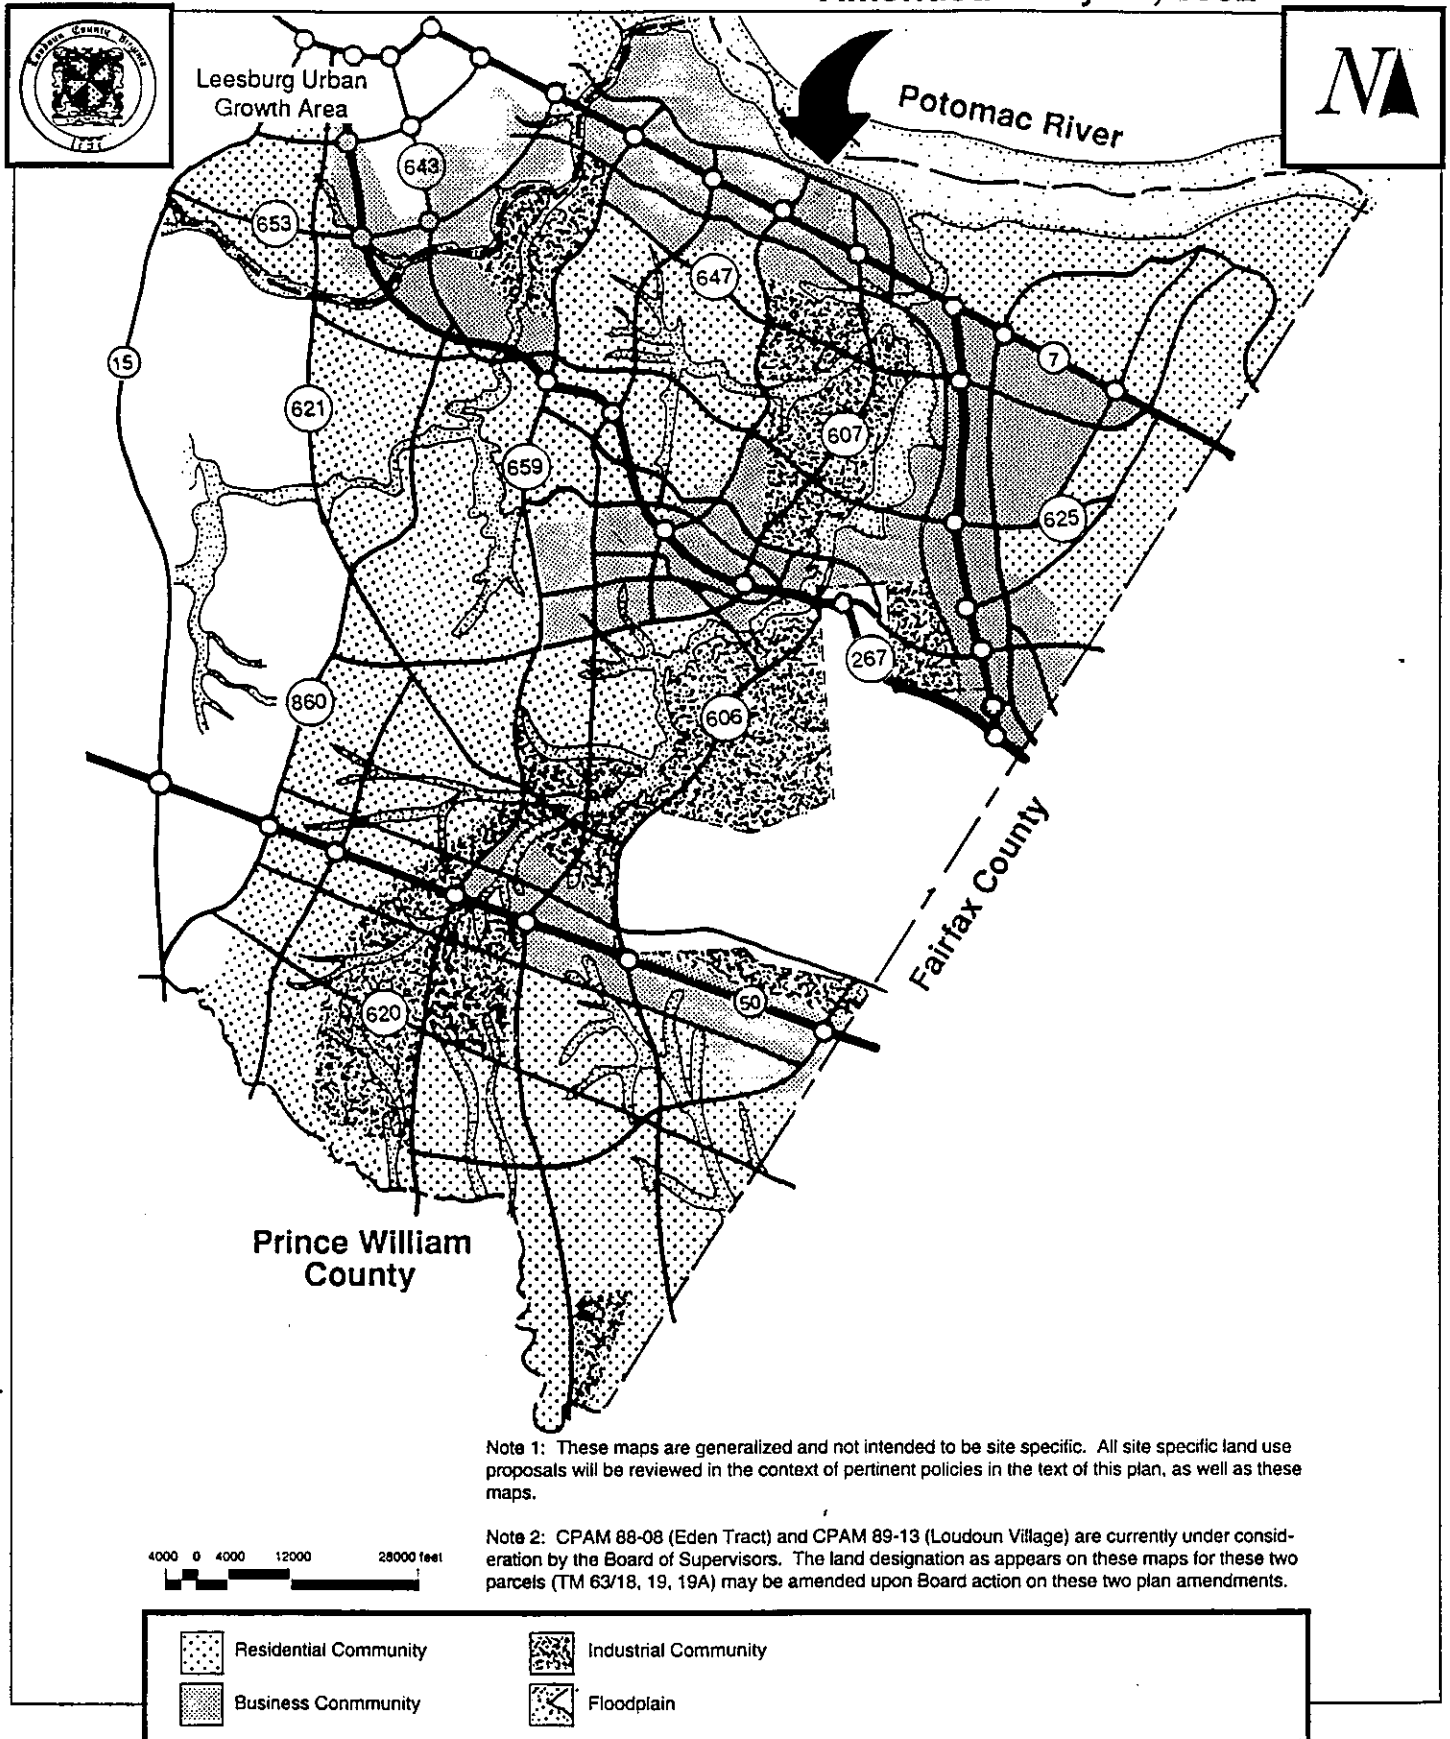 Loudoun County Virginia
1757
N
Leesburg Urban
Growth Area
Potomac River
643
653
647
15
7
621
607
659
625
267
860
606
Fairfax County
50
620
Prince William
County
Note 1: These maps are generalized and not intended to be site specific. All site specific land use
proposals will be reviewed in the context of pertinent policies in the text of this plan, as well as these
maps.
Note 2: CPAM 88-08 (Eden Tract) and CPAM 89-13 (Loudoun Village) are currently under consid-
eration by the Board of Supervisors. The land designation as appears on these maps for these two
parcels (TM 63/18, 19, 19A) may be amended upon Board action on these two plan amendments.
4000 0 4000 12000 28000 feet
Residential Community
Industrial Community
Business Conmmunity
Floodplain